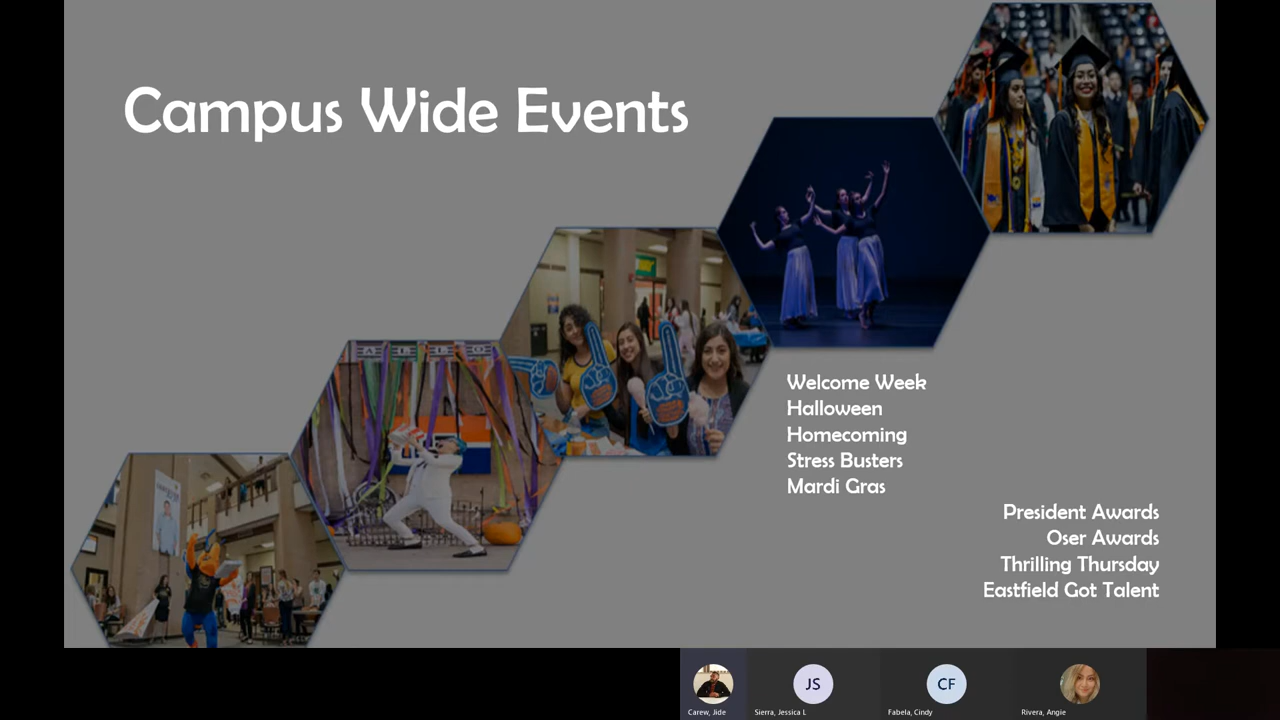 Campus Wide Events
Welcome Week
Halloween
Homecoming
Stress Busters
Mardi Gras
President Awards
Oser Awards
Thrilling Thursday
Eastfield Got Talent
JS
CF
Carew, Jide
Sierra, Jessica L
Fabela, Cindy
Rivera, Angie